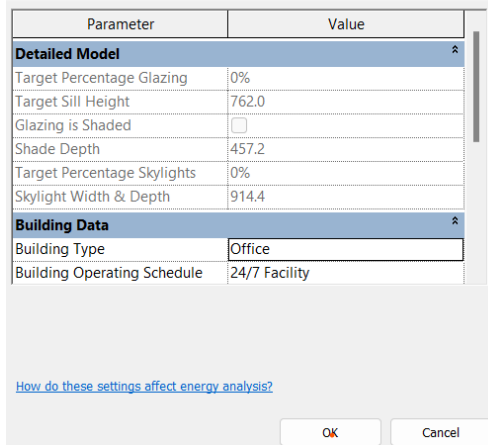 Parameter Value
Detailed Model
Target Percentage Glazing 0%
Target Sill Height 762.0
Glazing is Shaded
Shade Depth 457.2
Target Percentage Skylights 0%
Skylight Width & Depth 914.4
Building Data
Building Type Office
Building Operating Schedule 24/7 Facility
How do these settings affect energy analysis?
OK Cancel